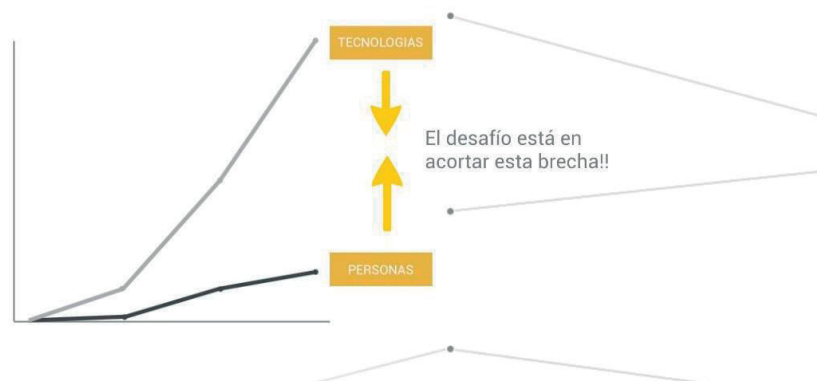 TECNOLOGIAS
El desafío está en
acortar esta brecha!!
PERSONAS